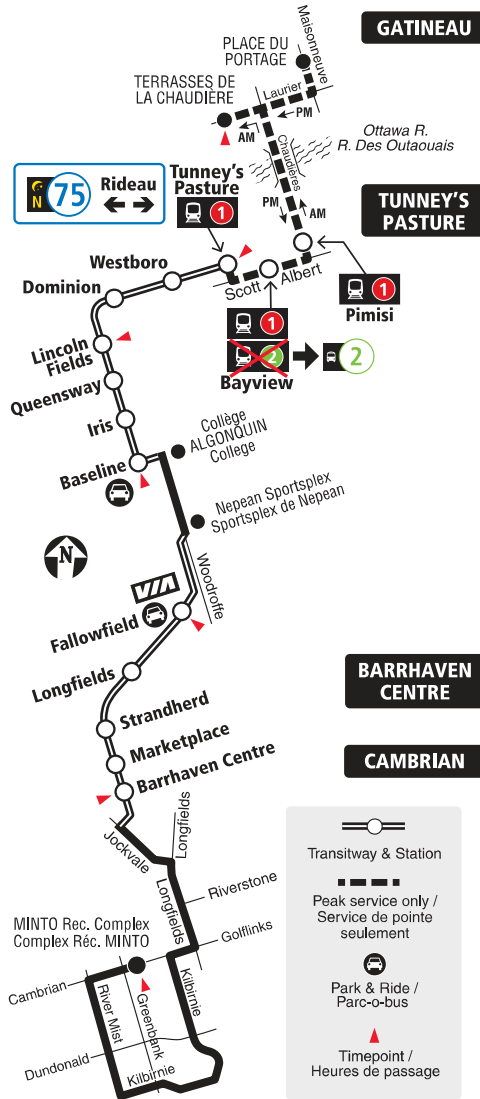 GATINEAU
PLACE DU
PORTAGE
Maisonneuve
TERRASSES DE
LA CHAUDIÈRE
Laurier
PM
AM
Ottawa R.
R. Des Outaouais
Chaudières
N 75 Rideau
Tunney's
Pasture
1
TUNNEY'S
PASTURE
PM
AM
Westboro
Dominion
Scott
Albert
1
Pimisi
1
2
2
Bayview
Lincoln
Fields
Queensway
Iris
Baseline
Collège
ALGONQUIN
College
Nepean Sportsplex
Sportsplex de Nepean
N
Woodroffe
VIA
Fallowfield
Longfields
BARRHAVEN
CENTRE
Strandherd
Marketplace
Barrhaven Centre
CAMBRIAN
Jockvale
Longfields
Longfields
Riverstone
Golflinks
MINTO Rec. Complex
Complexe Réc. MINTO
Cambrian
River Mist
Greenbank
Kilbirnie
Dundonald
Kilbirnie
Transitway & Station
Peak service only /
Service de pointe
seulement
Park & Ride /
Parc-o-bus
Timepoint /
Heures de passage